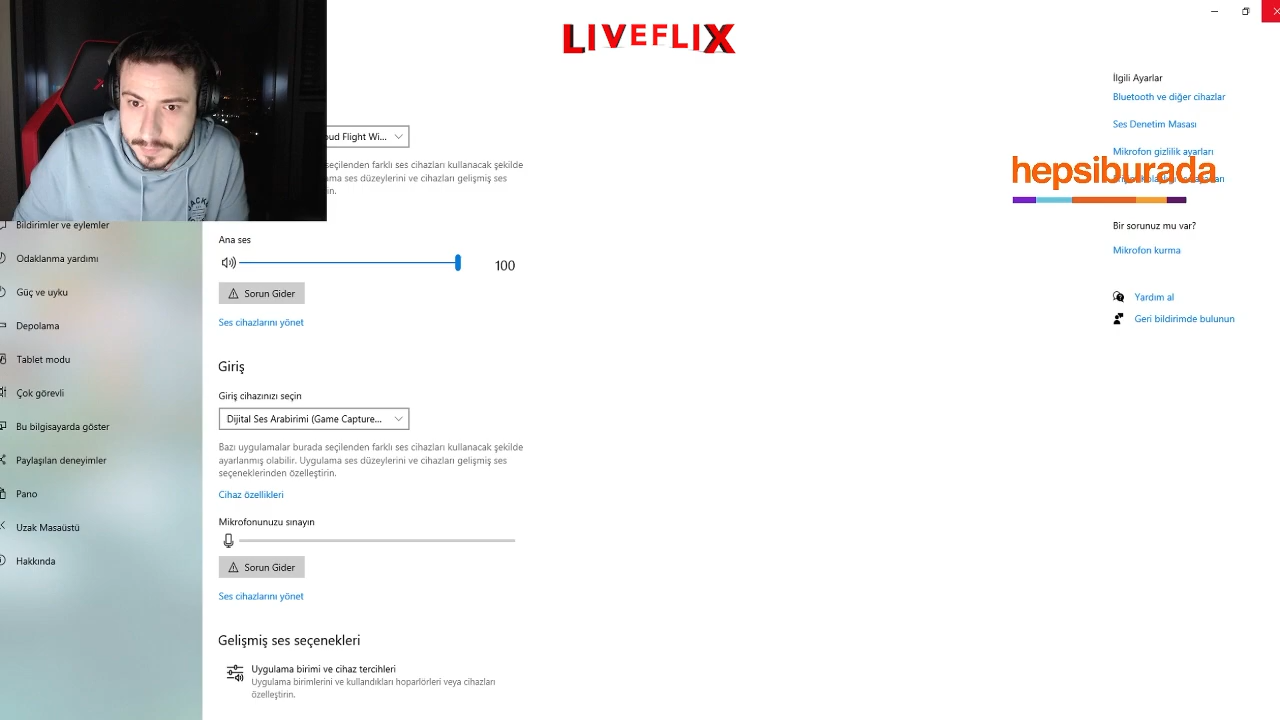 LIVEFLIX
oud Flight Wi...
seçilenden farklı ses cihazları kullanacak şekilde
ama ses düzeylerini ve cihazları gelişmiş ses
in.
Ana ses
100
Sorun Gider
Ses cihazlarını yönet
Giriş
Giriş cihazınızı seçin
Dijital Ses Arabirimi (Game Capture...
Bazı uygulamalar burada seçilenden farklı ses cihazları kullanacak şekilde
ayarlanmış olabilir. Uygulama ses düzeylerini ve cihazları gelişmiş ses
seçeneklerinden özelleştirin.
Cihaz özellikleri
Mikrofonunuzu sınayın
Sorun Gider
Ses cihazlarını yönet
Gelişmiş ses seçenekleri
Uygulama birimi ve cihaz tercihleri
Uygulama birimlerini ve kullandıkları hoparlörleri veya cihazları
özelleştirin.
Bildirimler ve eylemler
Odaklanma yardımı
Güç ve uyku
Depolama
Tablet modu
Çok görevli
Bu bilgisayarda göster
Paylaşılan deneyimler
Pano
Uzak Masaüstü
Hakkında
İlgili Ayarlar
Bluetooth ve diğer cihazlar
Ses Denetim Masası
Mikrofon gizlilik ayarları
hepsiburada
Bir sorunuz mu var?
Mikrofon kurma
Yardım al
Geri bildirimde bulunun